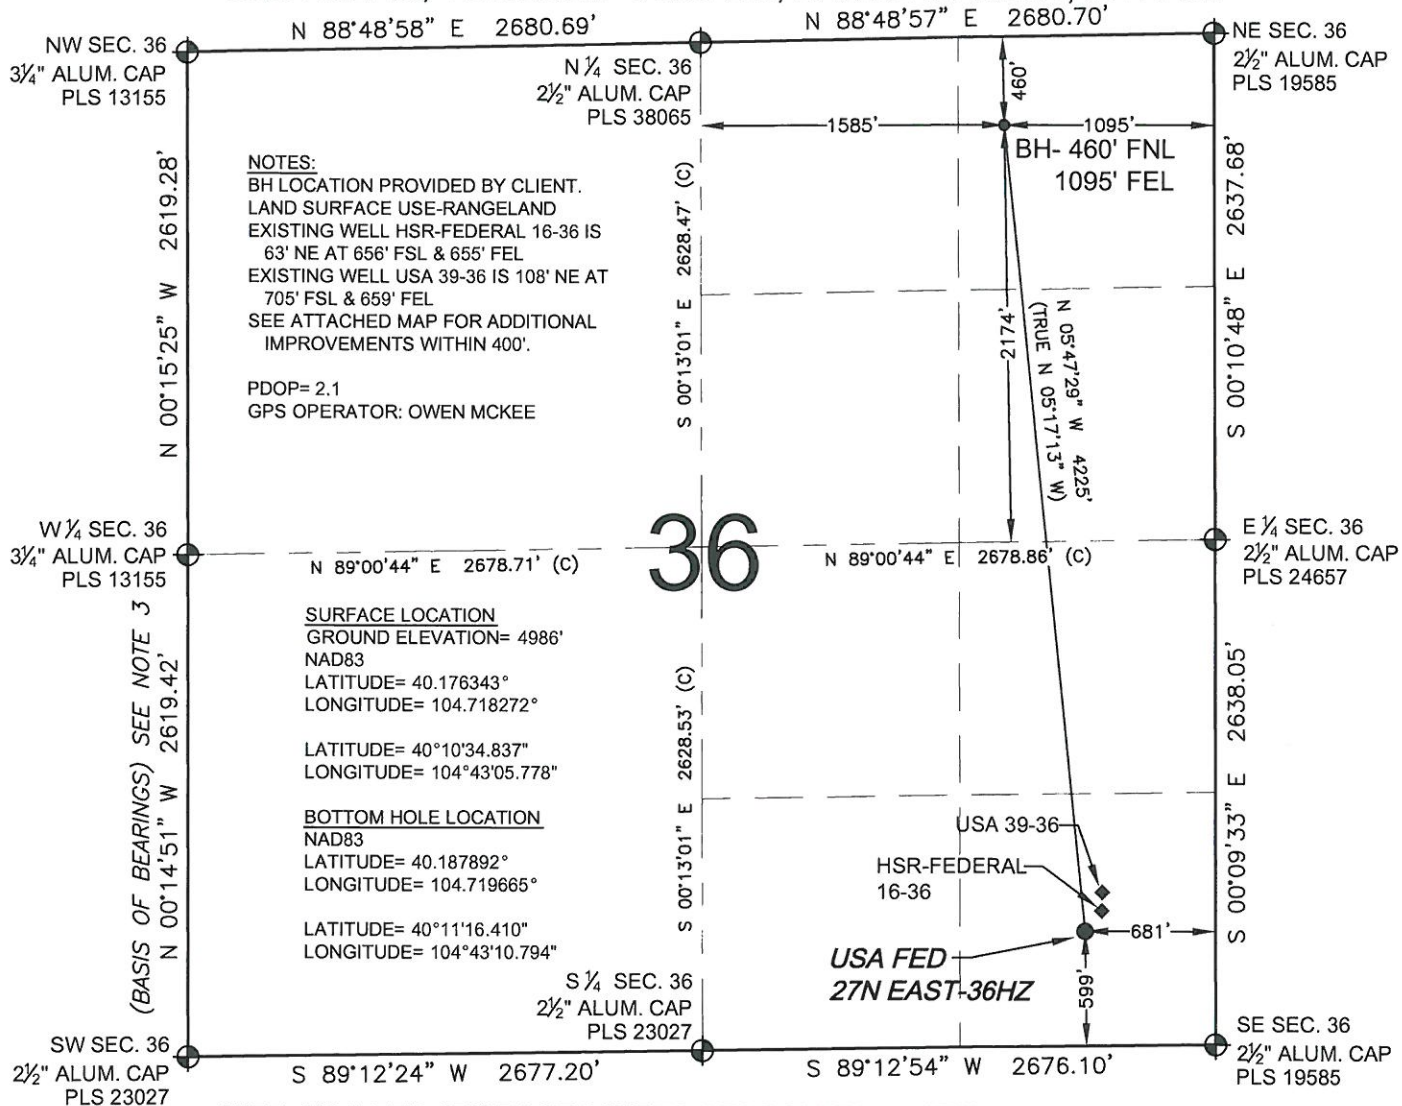 N 88°48'58" E 2680.69'
N 88°48'57" E 2680.70'
NW SEC. 36
3¼" ALUM. CAP
PLS 13155
N ¼ SEC. 36
2½" ALUM. CAP
PLS 38065
NE SEC. 36
2½" ALUM. CAP
PLS 19585
460'
1585'
1095'
BH- 460' FNL
1095' FEL
NOTES:
BH LOCATION PROVIDED BY CLIENT.
LAND SURFACE USE-RANGELAND
EXISTING WELL HSR-FEDERAL 16-36 IS
63' NE AT 656' FSL & 655' FEL
EXISTING WELL USA 39-36 IS 108' NE AT
705' FSL & 659' FEL
SEE ATTACHED MAP FOR ADDITIONAL
IMPROVEMENTS WITHIN 400'.
PDOP= 2.1
GPS OPERATOR: OWEN MCKEE
N 00°15'25" W 2619.28'
S 00°13'01" E 2628.47' (C)
2174'
N 05°47'29" W 4225'
(TRUE N 05°17'13" W)
S 00°10'48" E 2637.68'
W ¼ SEC. 36
3¼" ALUM. CAP
PLS 13155
N 89°00'44" E 2678.71' (C)
36
N 89°00'44" E 2678.86' (C)
E ¼ SEC. 36
2½" ALUM. CAP
PLS 24657
(BASIS OF BEARINGS) SEE NOTE 3
N 00°14'51" W 2619.42'
SURFACE LOCATION
GROUND ELEVATION= 4986'
NAD83
LATITUDE= 40.176343°
LONGITUDE= 104.718272°
LATITUDE= 40°10'34.837"
LONGITUDE= 104°43'05.778"
BOTTOM HOLE LOCATION
NAD83
LATITUDE= 40.187892°
LONGITUDE= 104.719665°
LATITUDE= 40°11'16.410"
LONGITUDE= 104°43'10.794"
S 00°13'01" E 2628.53' (C)
S 00°09'33" E 2638.05'
USA 39-36
HSR-FEDERAL
16-36
681'
USA FED
27N EAST-36HZ
599'
S ¼ SEC. 36
2½" ALUM. CAP
PLS 23027
SW SEC. 36
2½" ALUM. CAP
PLS 23027
S 89°12'24" W 2677.20'
S 89°12'54" W 2676.10'
SE SEC. 36
2½" ALUM. CAP
PLS 19585